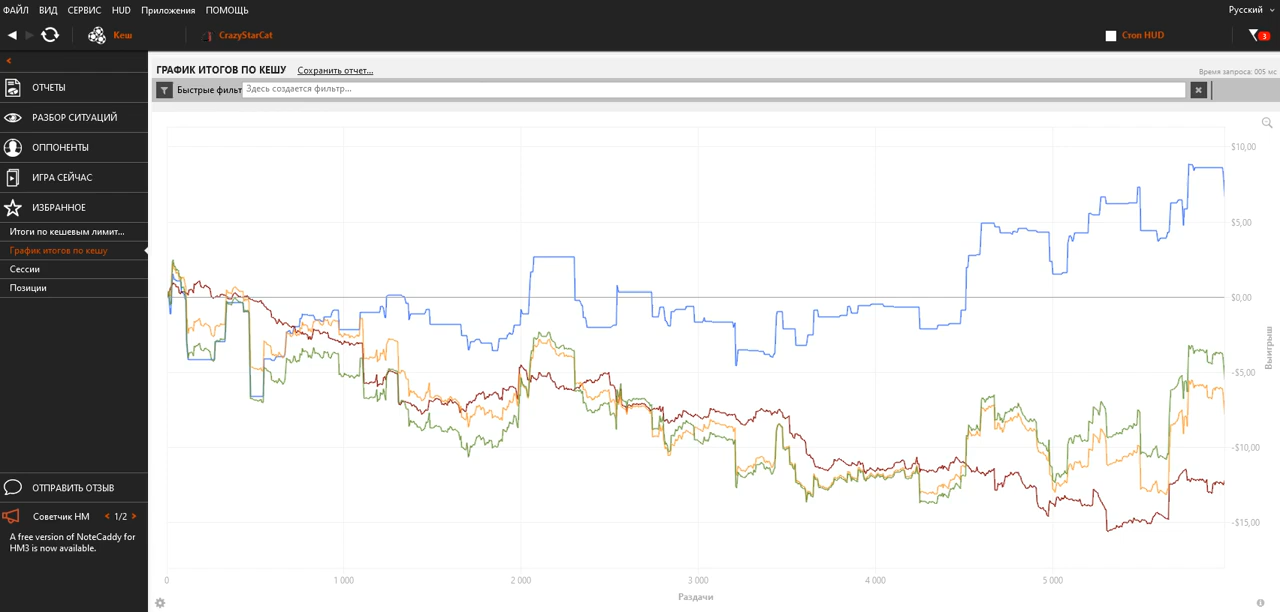 ФАЙЛ ВИД СЕРВИС HUD Приложения ПОМОЩЬ Русский
Кеш CrazyStarCat Стоп HUD 3
ГРАФИК ИТОГОВ ПО КЕШУ Сохранить отчет... Время запроса: 005 мс
Быстрые фильт Здесь создается фильтр...
ОТЧЕТЫ
РАЗБОР СИТУАЦИЙ
ОППОНЕНТЫ
ИГРА СЕЙЧАС
ИЗБРАННОЕ
Итоги по кешевым лимит...
График итогов по кешу
Сессии
Позиции
ОТПРАВИТЬ ОТЗЫВ
Советчик HM < 1/2 >
A free version of NoteCaddy for
HM3 is now available.
$10,00
$5,00
$0,00
-$5,00
-$10,00
-$15,00
Выигрыш
0 1 000 2 000 3 000 4 000 5 000
Раздачи